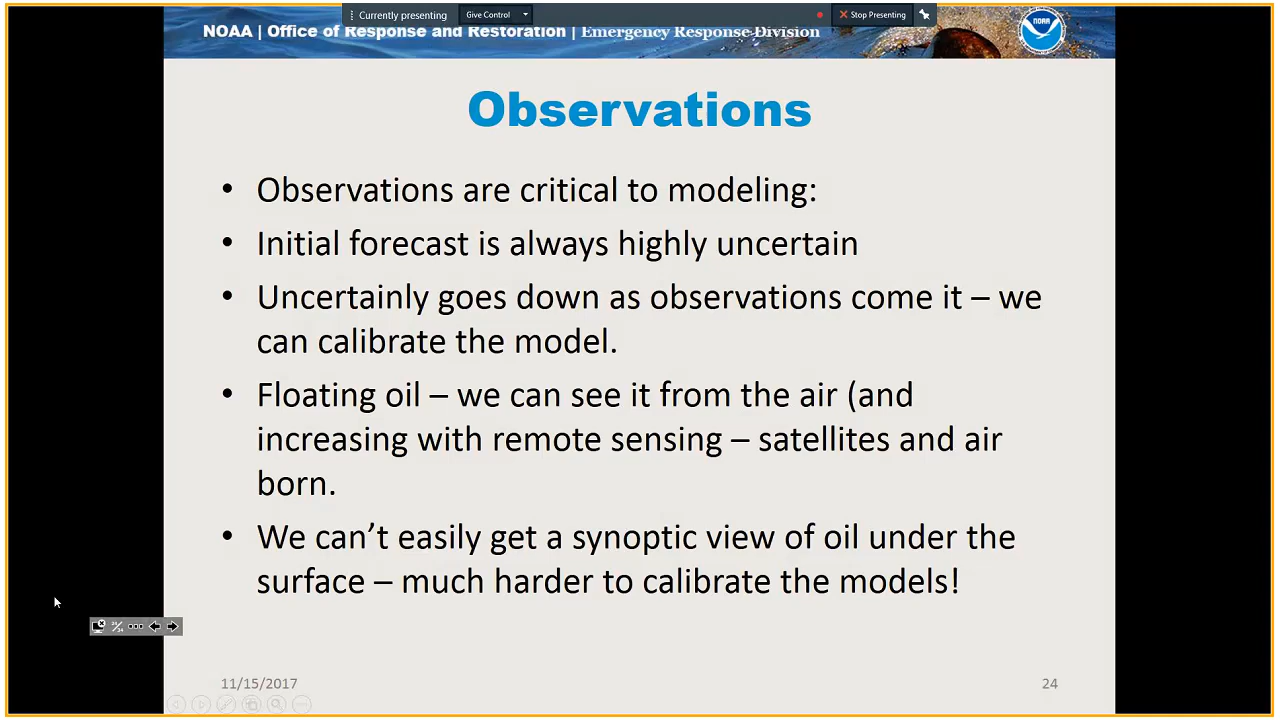 Currently presenting
Give Control
Stop Presenting
NOAA | Office of Response and Restoration | Emergency Response Division
NOAA
Observations
• Observations are critical to modeling:
• Initial forecast is always highly uncertain
• Uncertainly goes down as observations come it – we
can calibrate the model.
• Floating oil – we can see it from the air (and
increasing with remote sensing – satellites and air
born.
• We can’t easily get a synoptic view of oil under the
surface – much harder to calibrate the models!
11/15/2017
24